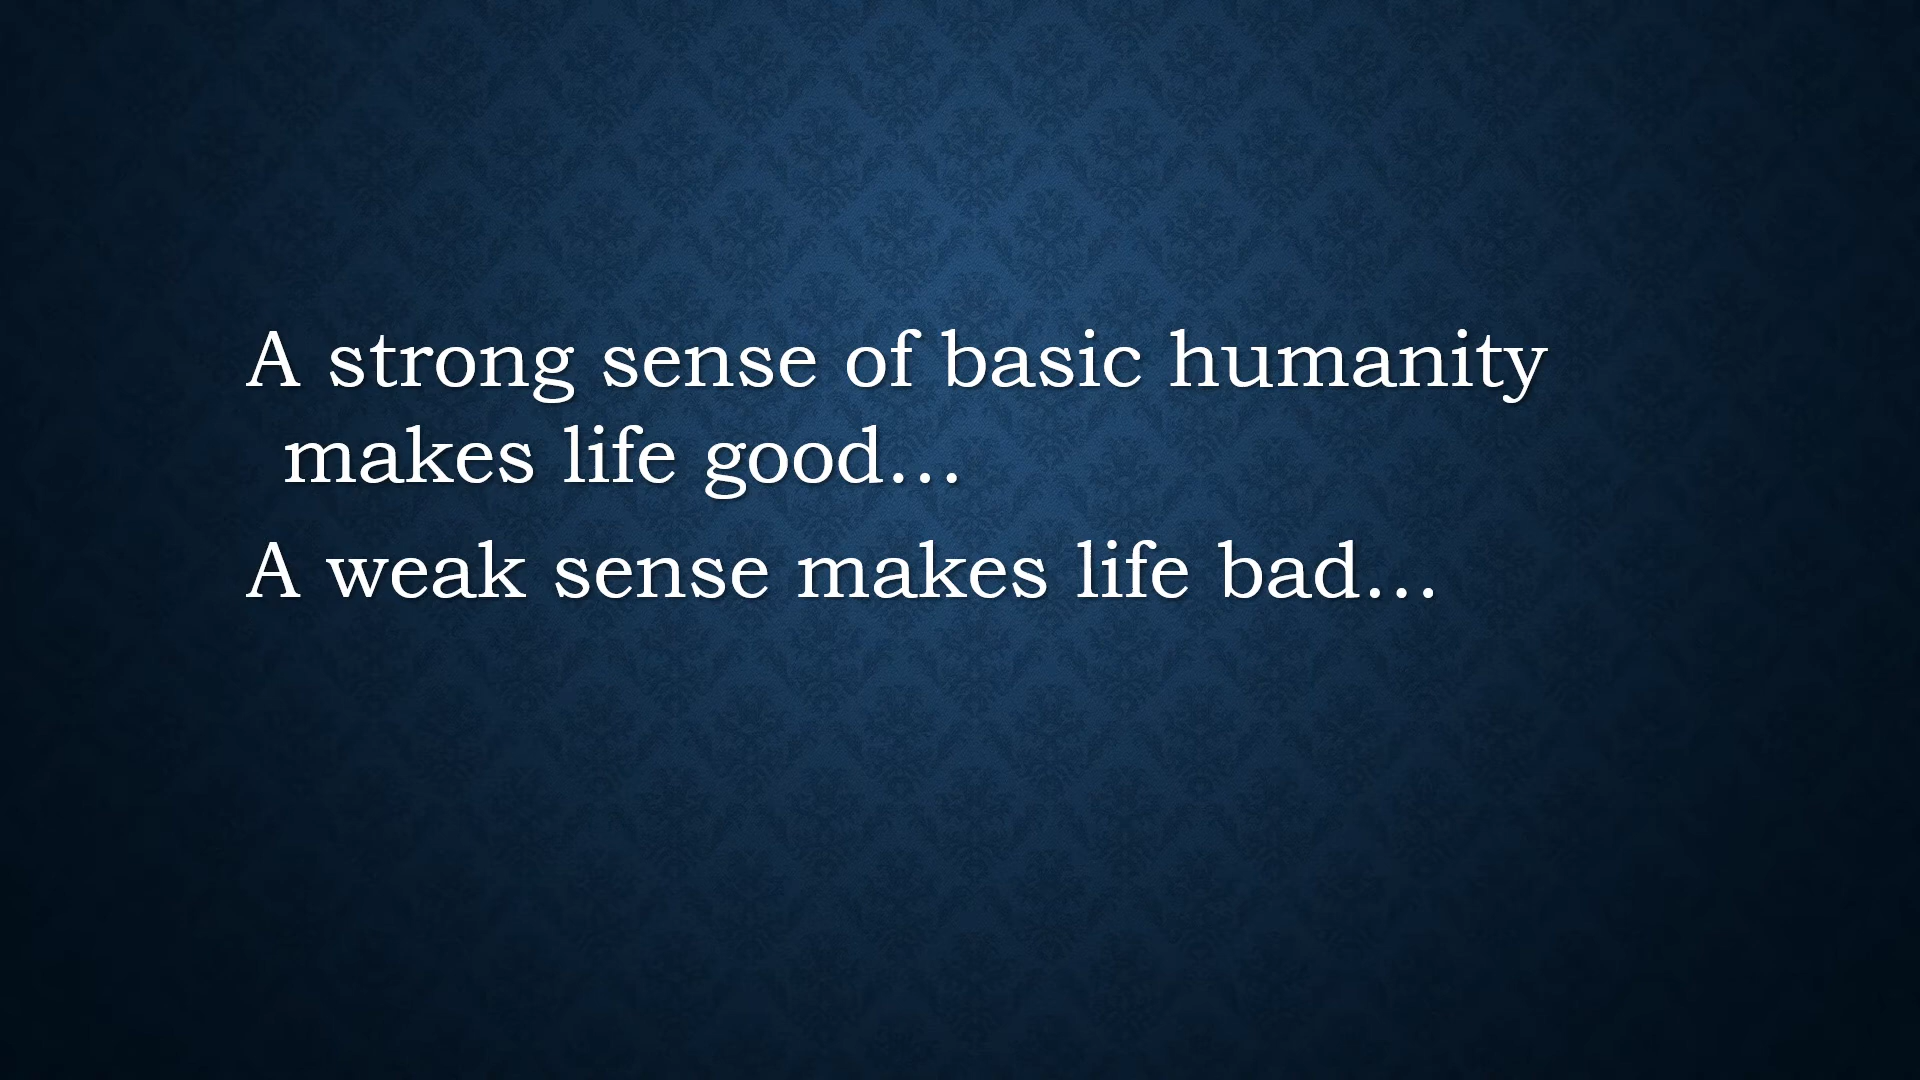 A strong sense of basic humanity
makes life good…
A weak sense makes life bad…